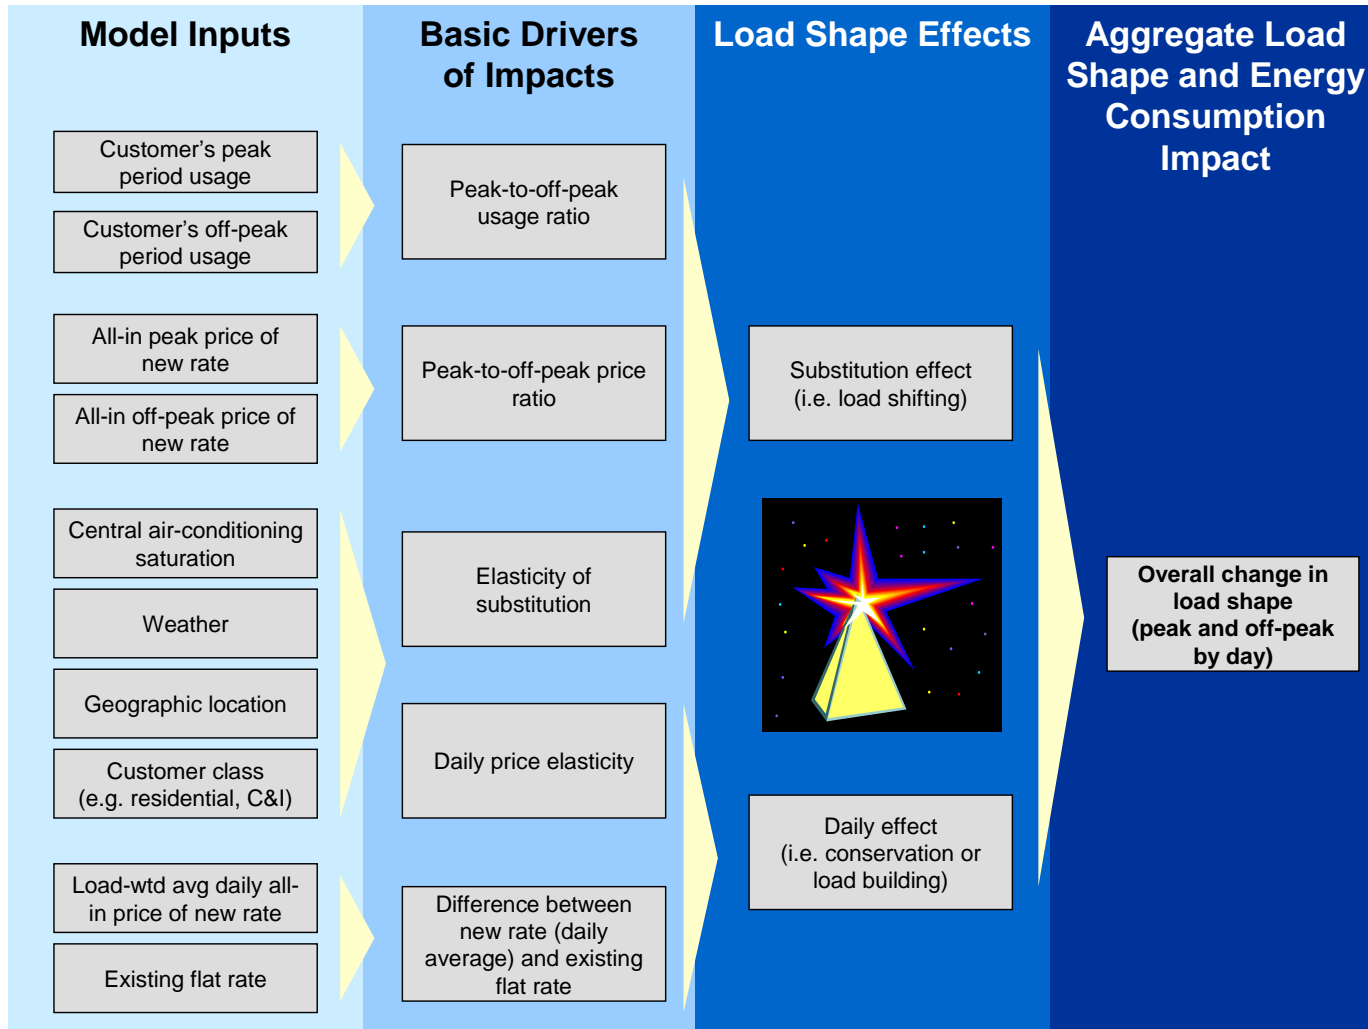 Model Inputs
Customer’s peak
period usage
Customer’s off-peak
period usage
All-in peak price of
new rate
All-in off-peak price of
new rate
Central air-conditioning
saturation
Weather
Geographic location
Customer class
(e.g. residential, C&I)
Load-wtd avg daily all-
in price of new rate
Existing flat rate
Basic Drivers
of Impacts
Peak-to-off-peak
usage ratio
Peak-to-off-peak price
ratio
Elasticity of
substitution
Daily price elasticity
Difference between
new rate (daily
average) and existing
flat rate
Load Shape Effects
Substitution effect
(i.e. load shifting)
Daily effect
(i.e. conservation or
load building)
Aggregate Load
Shape and Energy
Consumption
Impact
Overall change in
load shape
(peak and off-peak
by day)